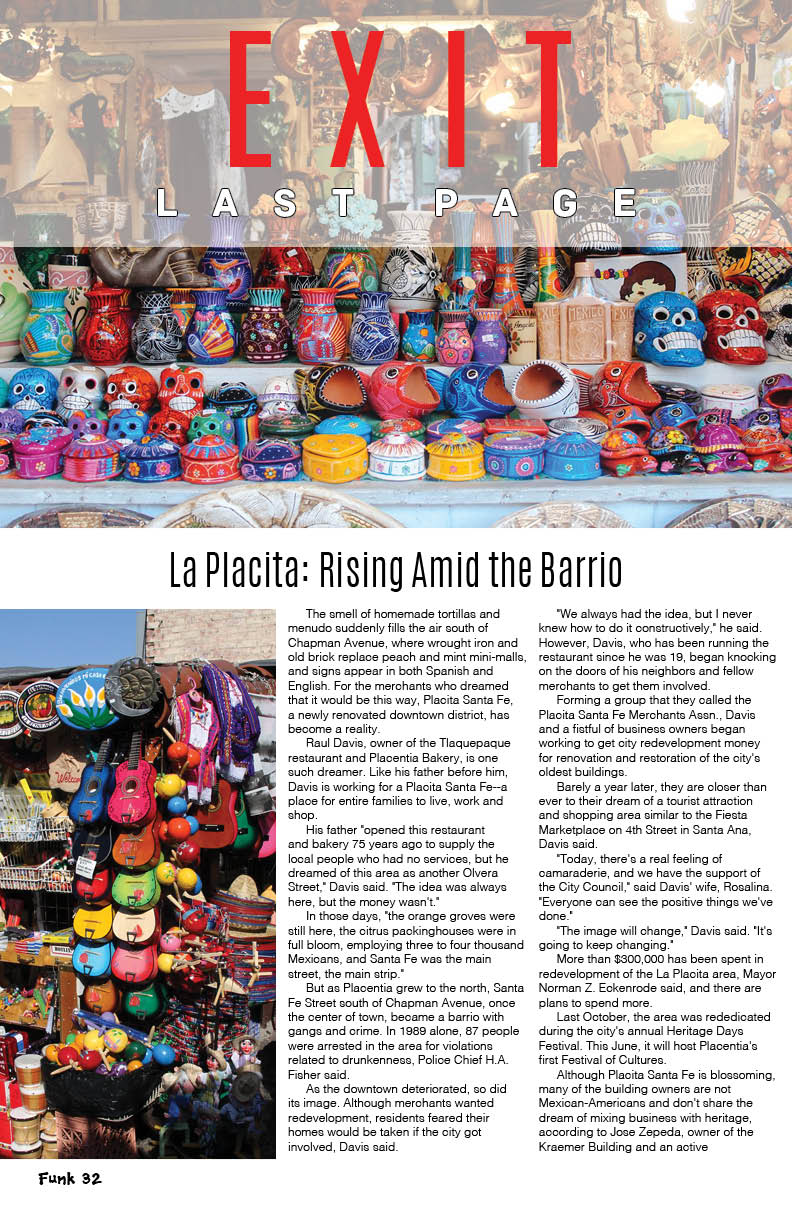 EXIT
LAST PAGE
MEXICO
La Placita: Rising Amid the Barrio
Welcome
The smell of homemade tortillas and
menudo suddenly fills the air south of
Chapman Avenue, where wrought iron and
old brick replace peach and mint mini-malls,
and signs appear in both Spanish and
English. For the merchants who dreamed
that it would be this way, Placita Santa Fe,
a newly renovated downtown district, has
become a reality.
Raul Davis, owner of the Tlaquepaque
restaurant and Placentia Bakery, is one
such dreamer. Like his father before him,
Davis is working for a Placita Santa Fe--a
place for entire families to live, work and
shop.
His father "opened this restaurant
and bakery 75 years ago to supply the
local people who had no services, but he
dreamed of this area as another Olvera
Street," Davis said. "The idea was always
here, but the money wasn't."
In those days, "the orange groves were
still here, the citrus packinghouses were in
full bloom, employing three to four thousand
Mexicans, and Santa Fe was the main
street, the main strip."
But as Placentia grew to the north, Santa
Fe Street south of Chapman Avenue, once
the center of town, became a barrio with
gangs and crime. In 1989 alone, 87 people
were arrested in the area for violations
related to drunkenness, Police Chief H.A.
Fisher said.
As the downtown deteriorated, so did
its image. Although merchants wanted
redevelopment, residents feared their
homes would be taken if the city got
involved, Davis said.
"We always had the idea, but I never
knew how to do it constructively," he said.
However, Davis, who has been running the
restaurant since he was 19, began knocking
on the doors of his neighbors and fellow
merchants to get them involved.
Forming a group that they called the
Placita Santa Fe Merchants Assn., Davis
and a fistful of business owners began
working to get city redevelopment money
for renovation and restoration of the city's
oldest buildings.
Barely a year later, they are closer than
ever to their dream of a tourist attraction
and shopping area similar to the Fiesta
Marketplace on 4th Street in Santa Ana,
Davis said.
"Today, there's a real feeling of
camaraderie, and we have the support of
the City Council," said Davis' wife, Rosalina.
"Everyone can see the positive things we've
done."
"The image will change," Davis said. "It's
going to keep changing."
More than $300,000 has been spent in
redevelopment of the La Placita area, Mayor
Norman Z. Eckenrode said, and there are
plans to spend more.
Last October, the area was rededicated
during the city's annual Heritage Days
Festival. This June, it will host Placentia's
first Festival of Cultures.
Although Placita Santa Fe is blossoming,
many of the building owners are not
Mexican-Americans and don't share the
dream of mixing business with heritage,
according to Jose Zepeda, owner of the
Kraemer Building and an active
Funk 32